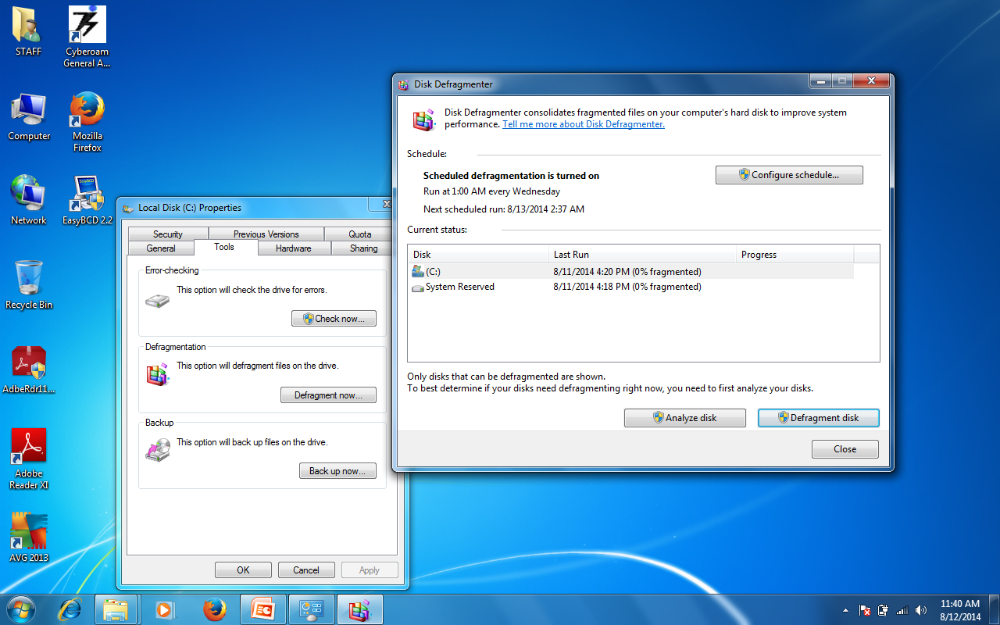 STAFF
Cyberoam
General A...
Computer
Mozilla
Firefox
Network
EasyBCD
EasyBCD 2.2
Recycle Bin
AdbeRdr11...
Adobe
Reader XI
AVG 2013
Local Disk (C:) Properties
Security
Previous Versions
Quota
General
Tools
Hardware
Sharing
Error-checking
This option will check the drive for errors.
Check now...
Defragmentation
This option will defragment files on the drive.
Defragment now...
Backup
This option will back up files on the drive.
Back up now...
OK
Cancel
Apply
Disk Defragmenter
Disk Defragmenter consolidates fragmented files on your computer's hard disk to improve system
performance. Tell me more about Disk Defragmenter.
Schedule:
Scheduled defragmentation is turned on
Configure schedule...
Run at 1:00 AM every Wednesday
Next scheduled run: 8/13/2014 2:37 AM
Current status:
Disk Last Run Progress
(C:) 8/11/2014 4:20 PM (0% fragmented)
System Reserved 8/11/2014 4:18 PM (0% fragmented)
Only disks that can be defragmented are shown.
To best determine if your disks need defragmenting right now, you need to first analyze your disks.
Analyze disk
Defragment disk
Close
11:40 AM
8/12/2014